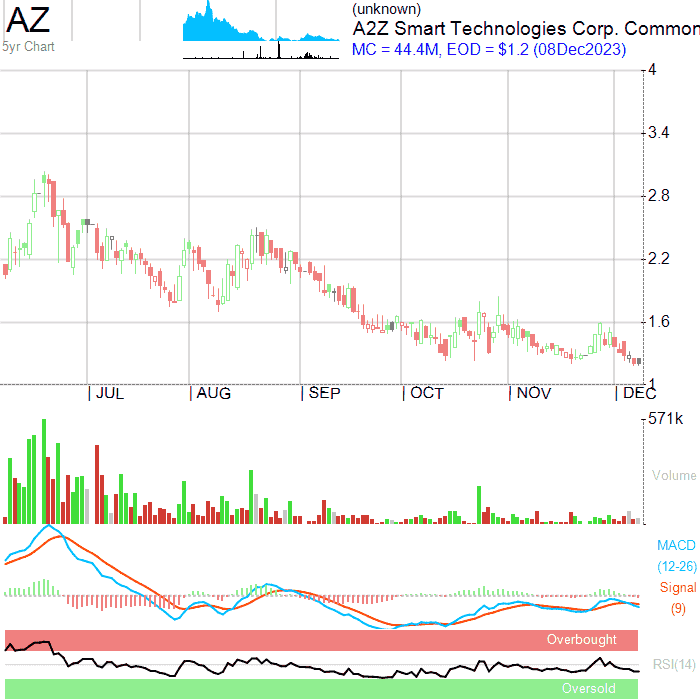 AZ
5yr Chart
(unknown)
A2Z Smart Technologies Corp. Common
MC = 44.4M, EOD = $1.2 (08Dec2023)
4
3.4
2.8
2.2
1.6
1
JUL
AUG
SEP
OCT
NOV
DEC
571k
Volume
MACD
(12-26)
Signal
(9)
Overbought
RSI(14)
Oversold